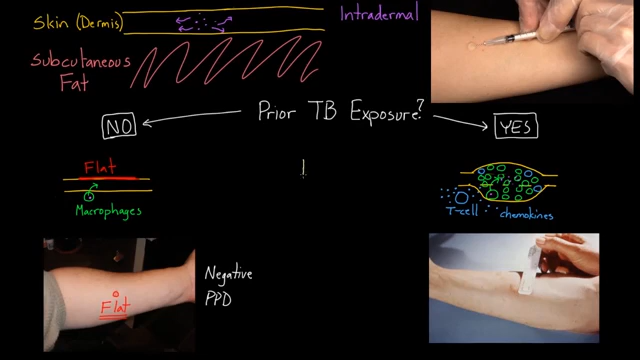 Skin (Dermis)
Intradermal
Subcutaneous
Fat
Prior TB Exposure?
NO
YES
Flat
Macrophages
T-cell
chemokines
Flat
Negative
PPD